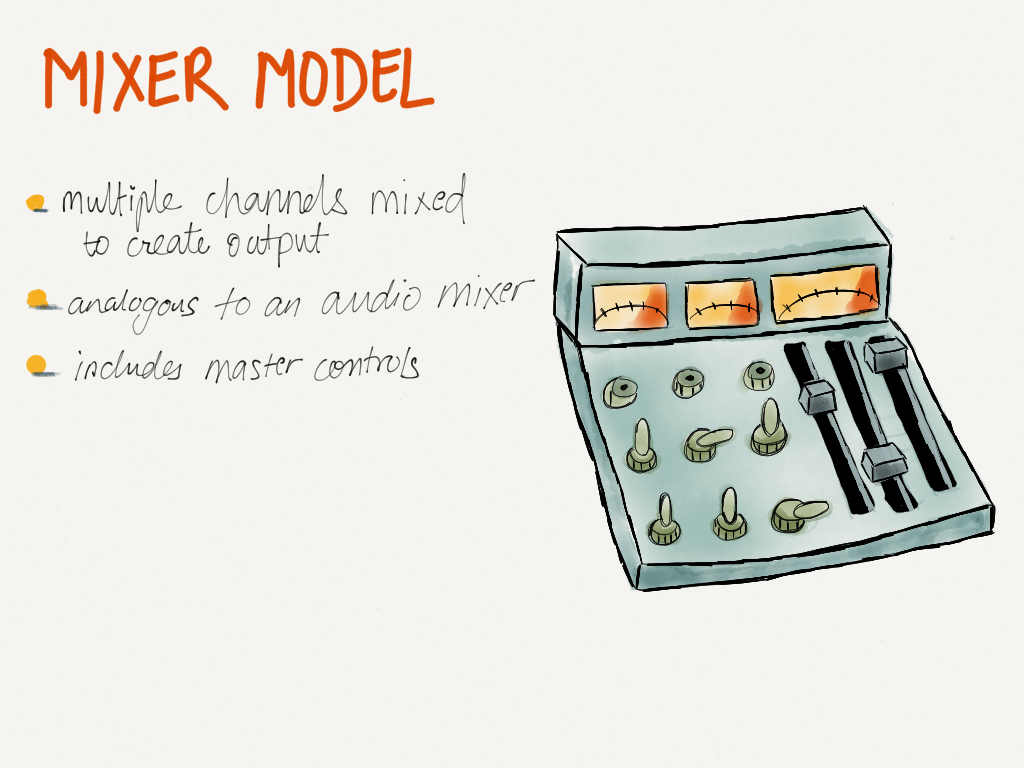 MIXER MODEL
multiple channels mixed
to create output
analogous to an audio mixer
includes master controls